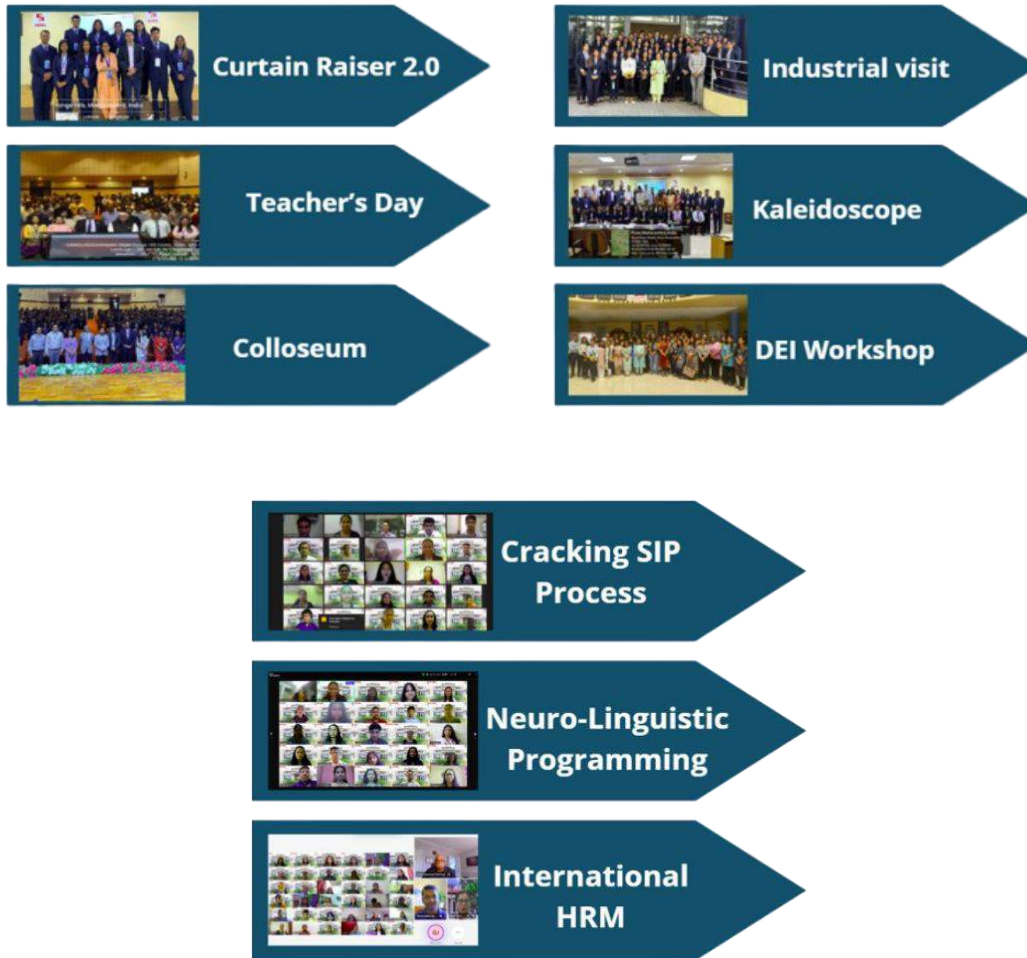 Curtain Raiser 2.0
Industrial visit
Teacher’s Day
Kaleidoscope
Colloseum
DEI Workshop
Cracking SIP
Process
Neuro-Linguistic
Programming
International
HRM